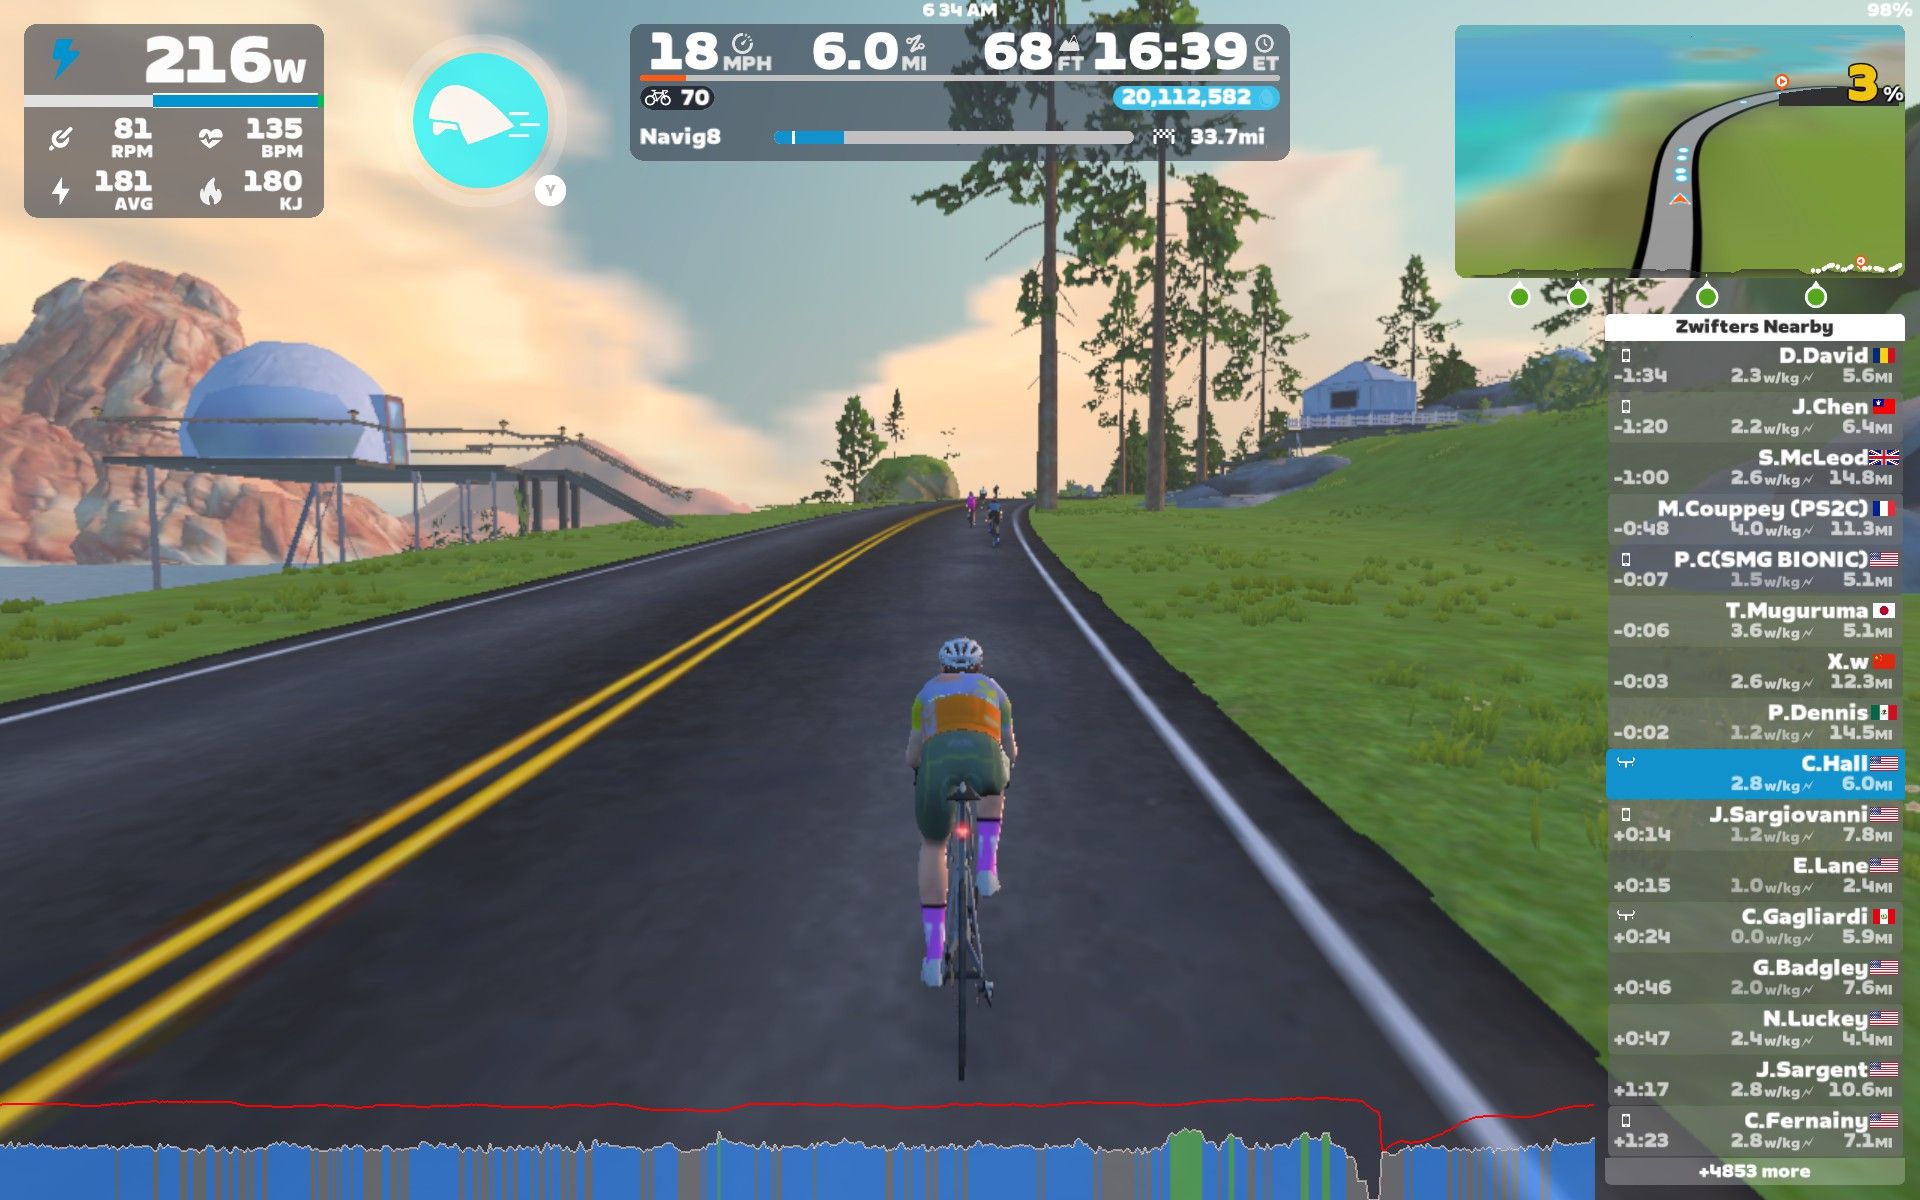 6 34 AM
98%
216w
81 RPM
135 BPM
181 AVG
180 KJ
Y
18 MPH 6.0 MI 68 FT 16:39 ET
70
20,112,582
Navig8
33.7mi
3%
Zwifters Nearby
D.David
-1:34 2.3w/kg 5.6MI
J.Chen
-1:20 2.2w/kg 6.4MI
S.McLeod
-1:00 2.6w/kg 14.8MI
M.Couppey (PS2C)
-0:48 4.0w/kg 11.3MI
P.C(SMG BIONIC)
-0:07 1.5w/kg 5.1MI
T.Muguruma
-0:06 3.6w/kg 5.1MI
X.w
-0:03 2.6w/kg 12.3MI
P.Dennis
-0:02 1.2w/kg 14.5MI
C.Hall
2.8w/kg 6.0MI
J.Sargiovanni
+0:14 1.2w/kg 7.8MI
E.Lane
+0:15 1.0w/kg 2.4MI
C.Gagliardi
+0:24 0.0w/kg 5.9MI
G.Badgley
+0:46 2.0w/kg 7.6MI
N.Luckey
+0:47 2.4w/kg 4.4MI
J.Sargent
+1:17 2.8w/kg 10.6MI
C.Fernainy
+1:23 2.8w/kg 7.1MI
+4853 more